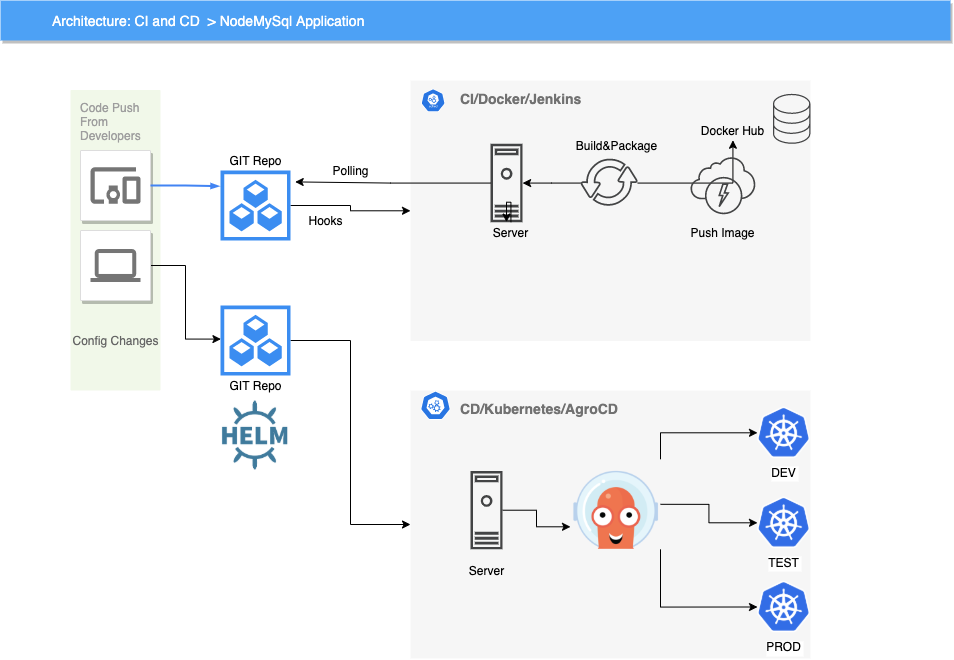 Architecture: CI and CD > NodeMySql Application
Code Push
From
Developers
Config Changes
GIT Repo
Polling
Hooks
GIT Repo
HELM
CI/Docker/Jenkins
Server
Build&Package
Docker Hub
Push Image
CD/Kubernetes/AgroCD
Server
DEV
TEST
PROD